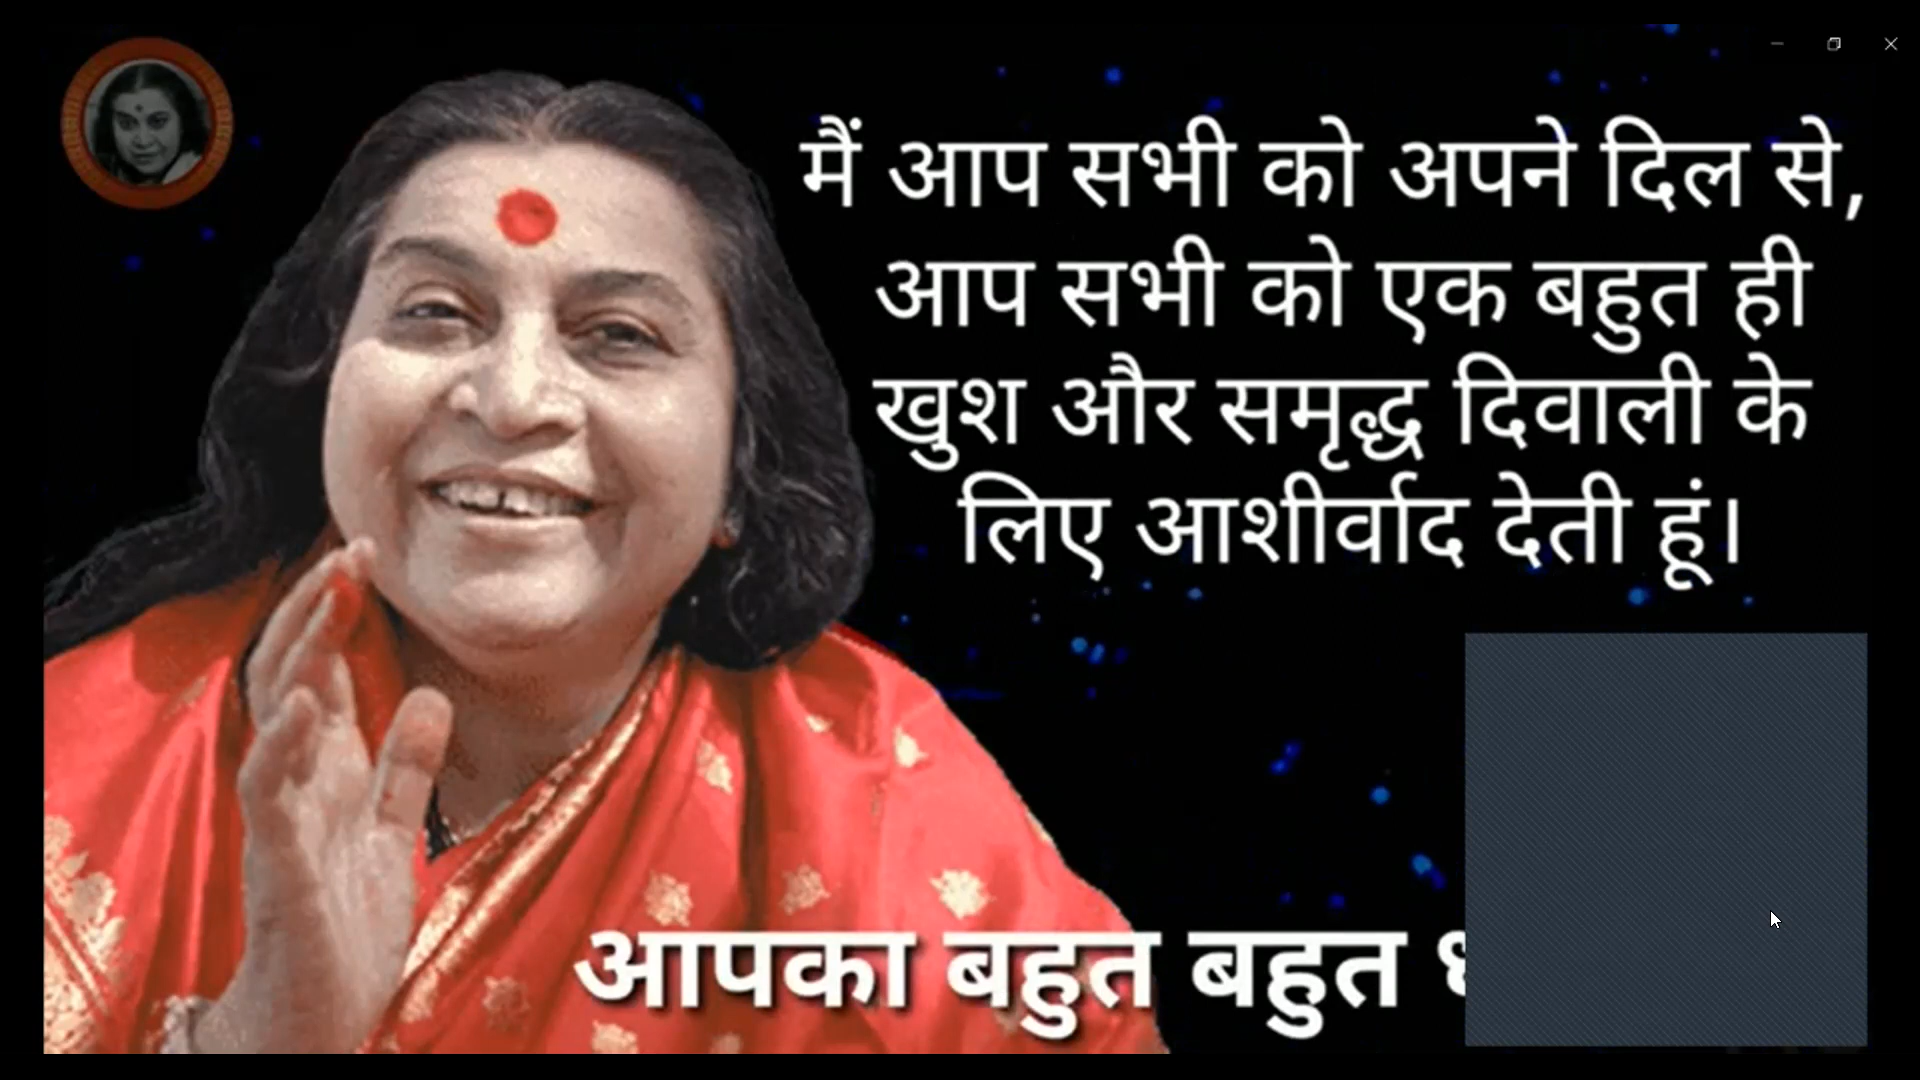 मैं आप सभी को अपने दिल से,
आप सभी को एक बहुत ही
खुश और समृद्ध दिवाली के
लिए आशीर्वाद देती हूं।
आपका बहुत बहुत